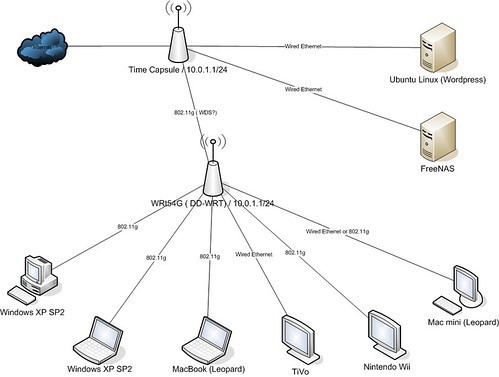 Internet
Wired Ethernet
Time Capsule / 10.0.1.1/24
Ubuntu Linux (Wordpress)
Wired Ethernet
802.11g ( WDS?)
FreeNAS
WRt54G ( DD-WRT) / 10.0.1.1/24
802.11g
802.11g
802.11g
Wired Ethernet
802.11g
Wired Ethenet or 802.11g
Windows XP SP2
Mac mini (Leopard)
Windows XP SP2
MacBook (Leopard)
TiVo
Nintendo Wii